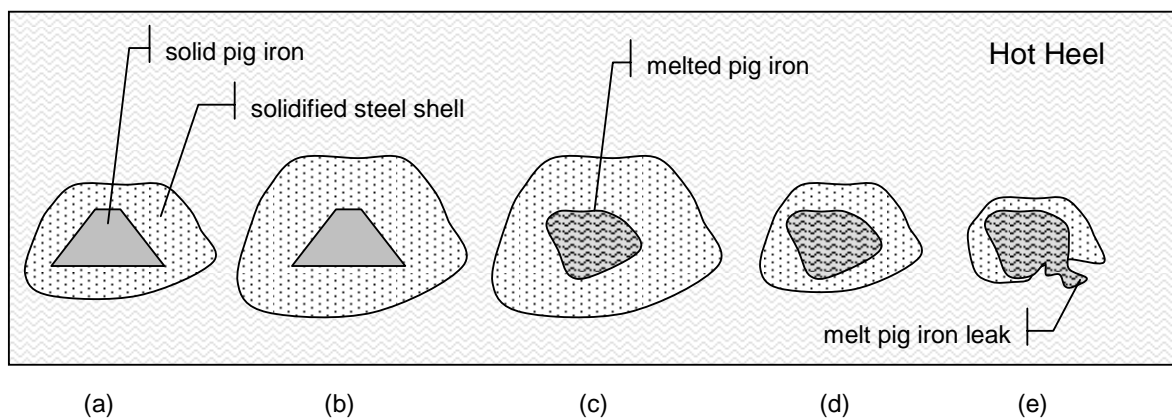 solid pig iron
solidified steel shell
melted pig iron
Hot Heel
melt pig iron leak
(a) (b) (c) (d) (e)